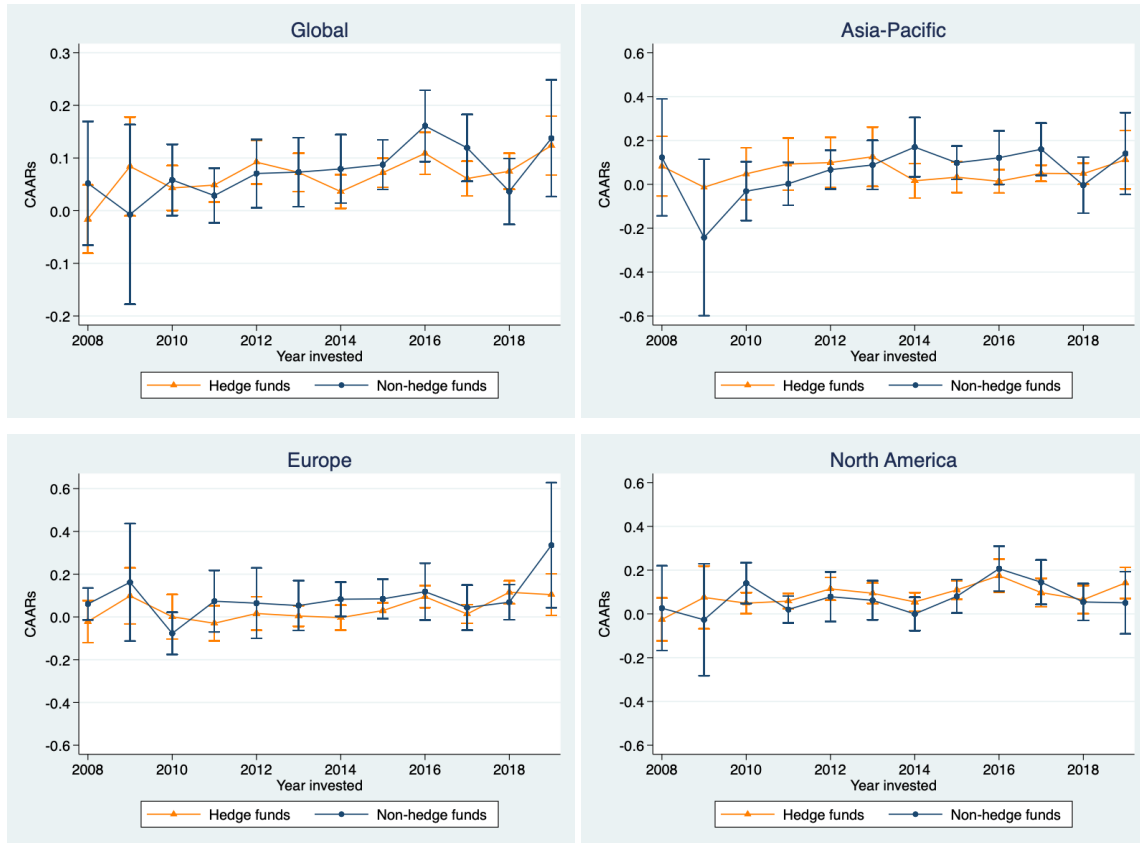 Global
0.3
0.2
0.1
0.0
-0.1
-0.2
CAARs
2008 2010 2012 2014 2016 2018
Year invested
Hedge funds Non-hedge funds
Asia-Pacific
0.6
0.4
0.2
0.0
-0.2
-0.4
-0.6
CAARs
2008 2010 2012 2014 2016 2018
Year invested
Hedge funds Non-hedge funds
Europe
0.6
0.4
0.2
0.0
-0.2
-0.4
-0.6
CAARs
2008 2010 2012 2014 2016 2018
Year invested
Hedge funds Non-hedge funds
North America
0.6
0.4
0.2
0.0
-0.2
-0.4
-0.6
CAARs
2008 2010 2012 2014 2016 2018
Year invested
Hedge funds Non-hedge funds